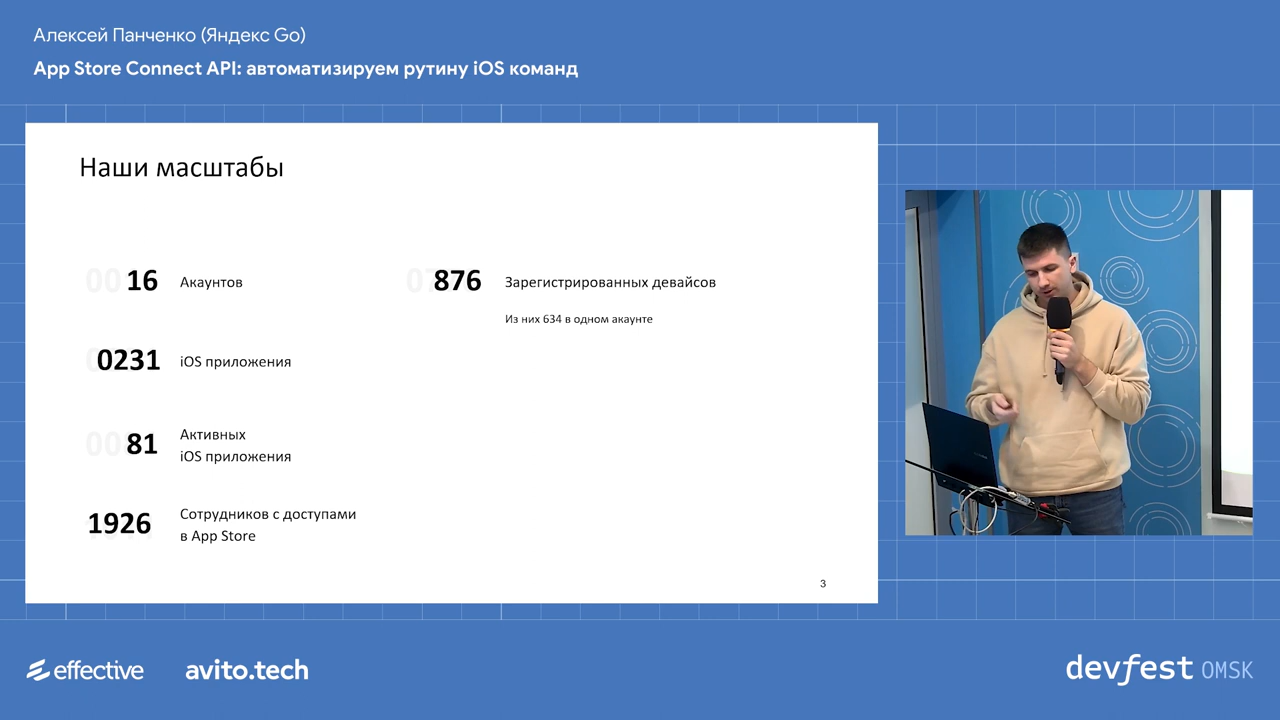 Алексей Панченко (Яндекс Go)
App Store Connect API: автоматизируем рутину iOS команд
Наши масштабы
0016 Акаунтов
0231 iOS приложения
0081 Активных
iOS приложения
1926 Сотрудников с доступами
в App Store
07876 Зарегистрированных девайсов
Из них 634 в одном акаунте
3
effective
avito.tech
devfest OMSK